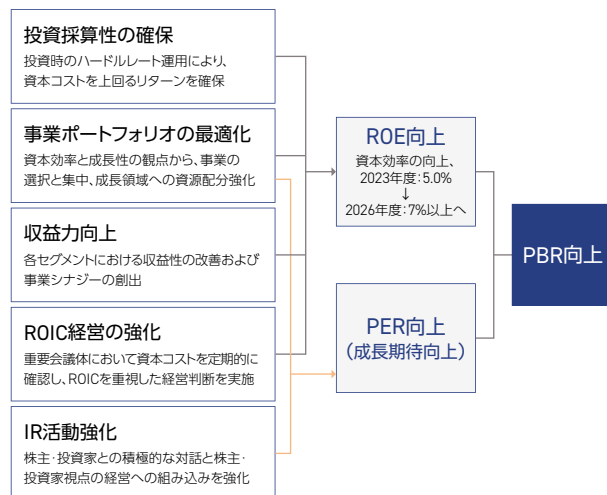 投資採算性の確保
投資時のハードルレート運用により、
資本コストを上回るリターンを確保
事業ポートフォリオの最適化
資本効率と成長性の観点から、事業の
選択と集中、成長領域への資源配分強化
収益力向上
各セグメントにおける収益性の改善および
事業シナジーの創出
ROIC経営の強化
重要会議体において資本コストを定期的に
確認し、ROICを重視した経営判断を実施
IR活動強化
株主・投資家との積極的な対話と株主・
投資家視点の経営への組み込みを強化
ROE向上
資本効率の向上、
2023年度：5.0%
↓
2026年度：7%以上へ
PER向上
(成長期待向上)
PBR向上